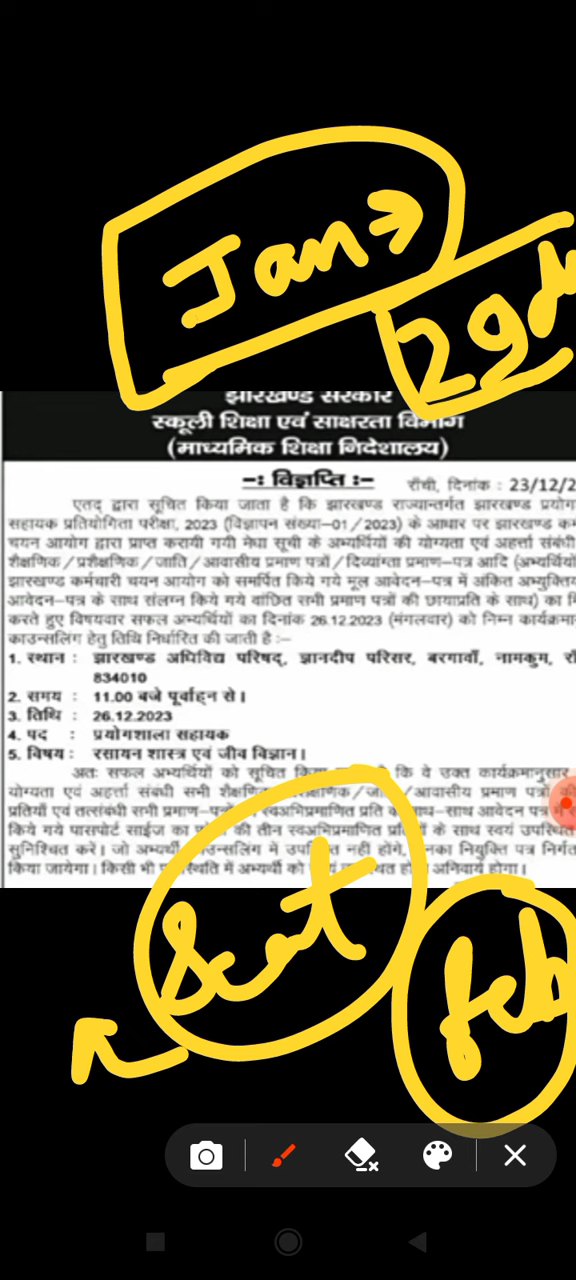 Jan →
29
झारखण्ड सरकार
स्कूली शिक्षा एवं साक्षरता विभाग
(माध्यमिक शिक्षा निदेशालय)
-: विज्ञप्ति :-
राँची, दिनांक : 23/12/2
एतद् द्वारा सूचित किया जाता है कि झारखण्ड राज्यान्तर्गत झारखण्ड प्रयोग
सहायक प्रतियोगिता परीक्षा, 2023 (विज्ञापन संख्या-01/2023) के आधार पर झारखण्ड कर्म
चयन आयोग द्वारा प्राप्त करायी गयी मेधा सूची के अभ्यर्थियों की योग्यता एवं अहर्त्ता संबंधी
शैक्षणिक/प्रशैक्षणिक/जाति/आवासीय प्रमाण पत्रों/दिव्यांगता प्रमाण-पत्र आदि (अभ्यर्थियों
झारखण्ड कर्मचारी चयन आयोग को समर्पित किये गये मूल आवेदन-पत्र में अंकित अभ्युक्तिय
आवेदन-पत्र के साथ संलग्न किये गये वांछित सभी प्रमाण पत्रों की छायाप्रति के साथ) का मि
करते हुए विषयवार सफल अभ्यर्थियों का दिनांक 26.12.2023 (मंगलवार) को निम्न कार्यक्रमा
काउन्सलिंग हेतु तिथि निर्धारित की जाती है :-
1. स्थान : झारखण्ड अधिविद्य परिषद्, ज्ञानदीप परिसर, बरगावाँ, नामकुम, राँ
834010
2. समय : 11.00 बजे पूर्वाहन से।
3. तिथि : 26.12.2023
4. पद : प्रयोगशाला सहायक
5. विषय : रसायन शास्त्र एवं जीव विज्ञान।
अतः सफल अभ्यर्थियों को सूचित किया है कि वे उक्त कार्यक्रमानुसार
योग्यता एवं अहर्त्ता संबंधी सभी शैक्षणिक/जा/आवासीय प्रमाण पत्रों की
प्रतियों एवं तत्संबंधी सभी प्रमाण- स्वअभिप्रमाणित प्रति के साथ-साथ आवेदन पत्र में
किये गये पासपोर्ट साईज का की तीन स्वअभिप्रमाणित के साथ स्वयं उपस्थित
सुनिश्चित करें। जो अभ्यर्थी उन्सलिंग में उप नहीं होगे, नका नियुक्ति पत्र निर्गत
किया जायेगा। किसी भी स्थिति में अभ्यर्थी को होना अनिवार्य होगा।
feb